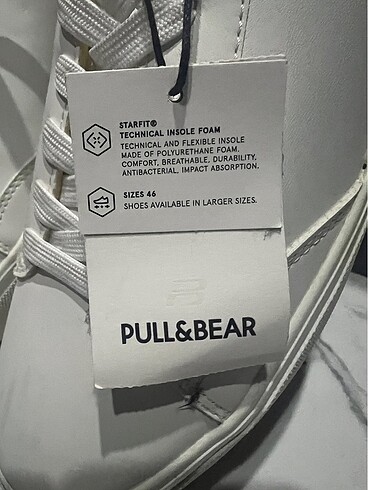 STARFIT®
TECHNICAL INSOLE FOAM
TECHNICAL AND FLEXIBLE INSOLE
MADE OF POLYURETHANE FOAM.
COMFORT, BREATHABLE, DURABILITY,
ANTIBACTERIAL, IMPACT ABSORPTION.
SIZES 46
SHOES AVAILABLE IN LARGER SIZES.
PULL&BEAR